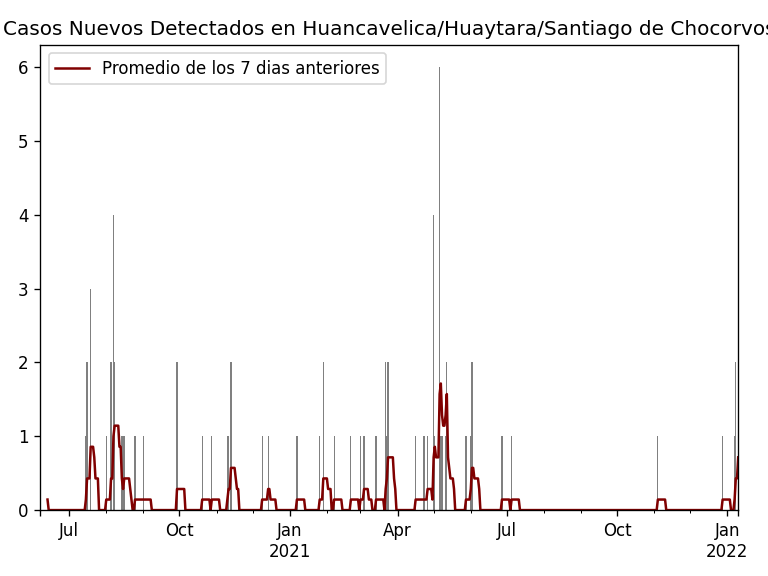 Casos Nuevos Detectados en Huancavelica/Huaytara/Santiago de Chocorvos
Promedio de los 7 dias anteriores
6
5
4
3
2
1
0
Jul Oct Jan Apr Jul Oct Jan
2021 2022